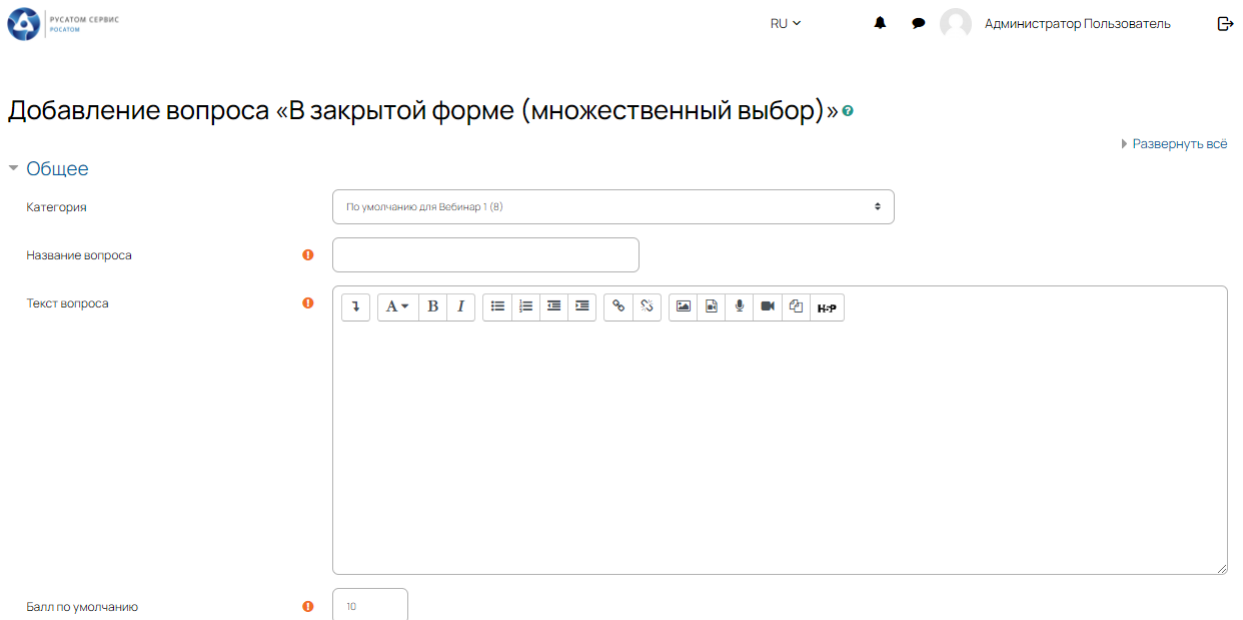 РУСАТОМ СЕРВИС
РОСАТОМ
RU
Администратор Пользователь
Добавление вопроса «В закрытой форме (множественный выбор)»
Развернуть всё
Общее
Категория
По умолчанию для Вебинар 1 (8)
Название вопроса
Текст вопроса
A B I
H5P
Балл по умолчанию
10